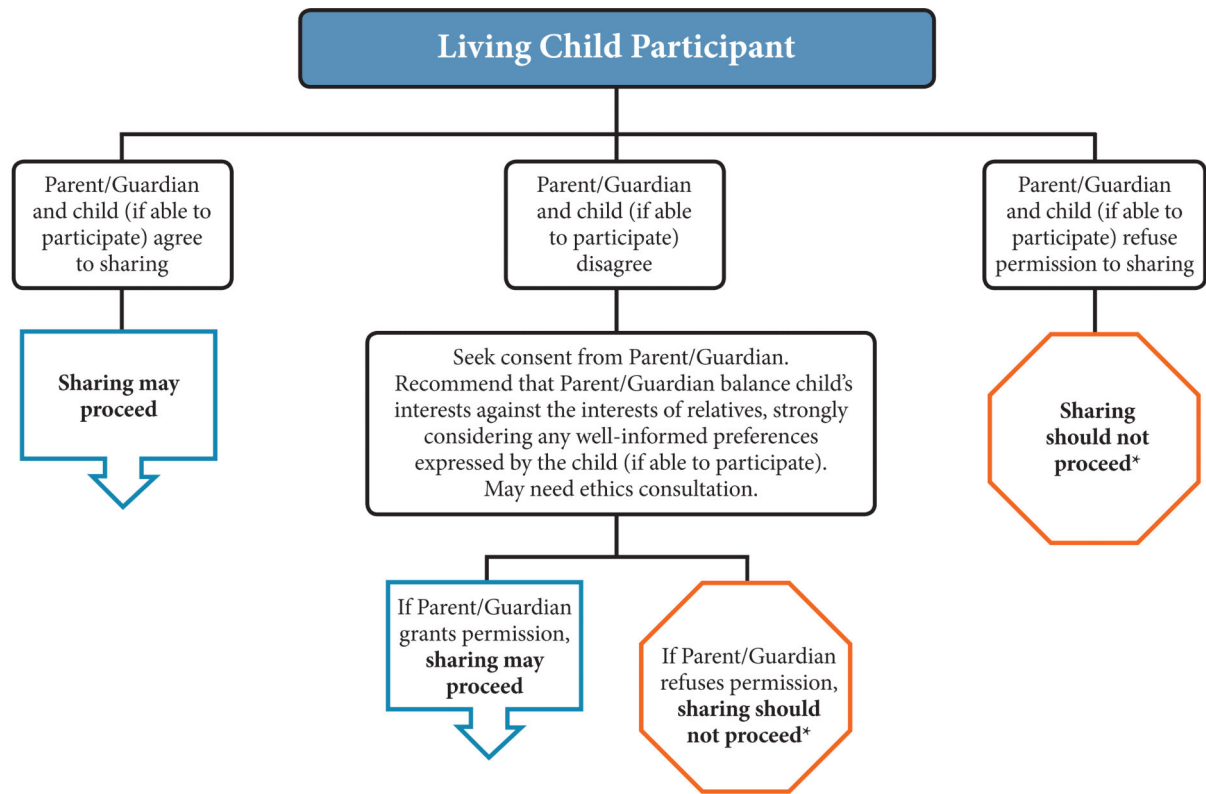 Living Child Participant
Parent/Guardian
and child (if able to
participate) agree
to sharing
Parent/Guardian
and child (if able
to participate)
disagree
Parent/Guardian
and child (if able to
participate) refuse
permission to sharing
Sharing may
proceed
Seek consent from Parent/Guardian.
Recommend that Parent/Guardian balance child’s
interests against the interests of relatives, strongly
considering any well-informed preferences
expressed by the child (if able to participate).
May need ethics consultation.
Sharing
should not
proceed*
If Parent/Guardian
grants permission,
sharing may
proceed
If Parent/Guardian
refuses permission,
sharing should
not proceed*